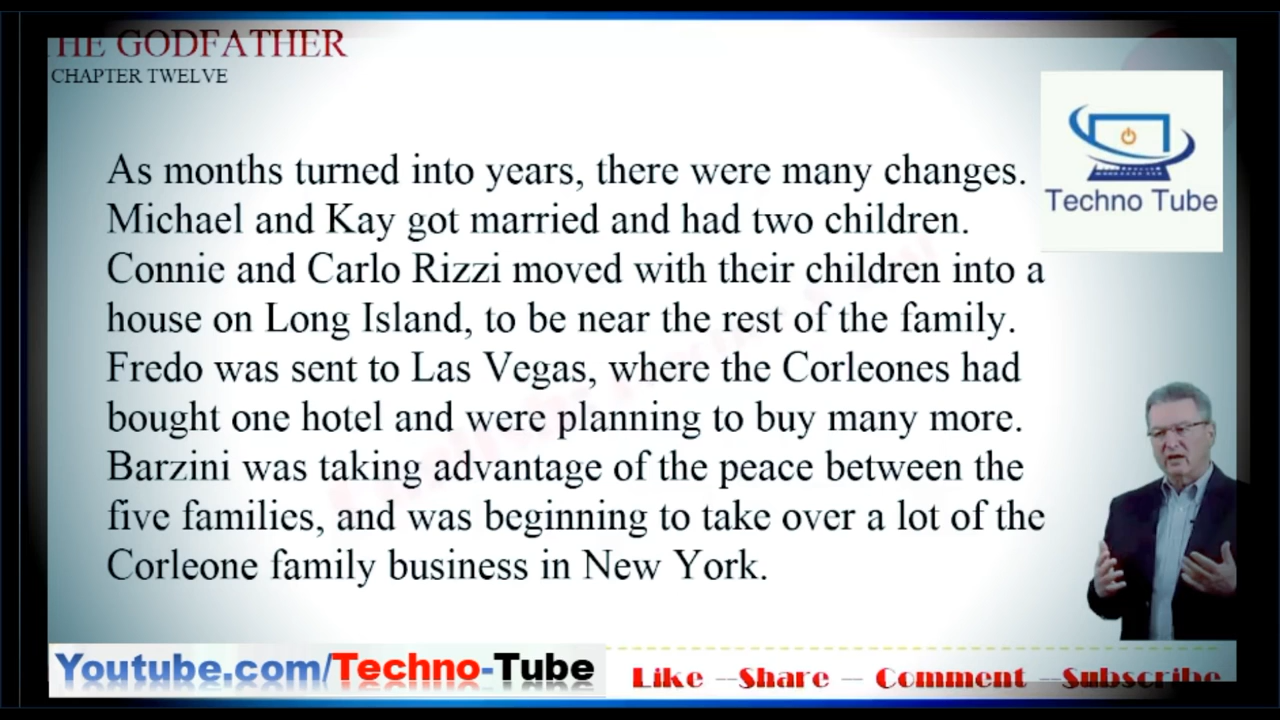 THE GODFATHER
CHAPTER TWELVE
Techno Tube
As months turned into years, there were many changes.
Michael and Kay got married and had two children.
Connie and Carlo Rizzi moved with their children into a
house on Long Island, to be near the rest of the family.
Fredo was sent to Las Vegas, where the Corleones had
bought one hotel and were planning to buy many more.
Barzini was taking advantage of the peace between the
five families, and was beginning to take over a lot of the
Corleone family business in New York.
Youtube.com/Techno-Tube
Like – Share – Comment – Subscribe